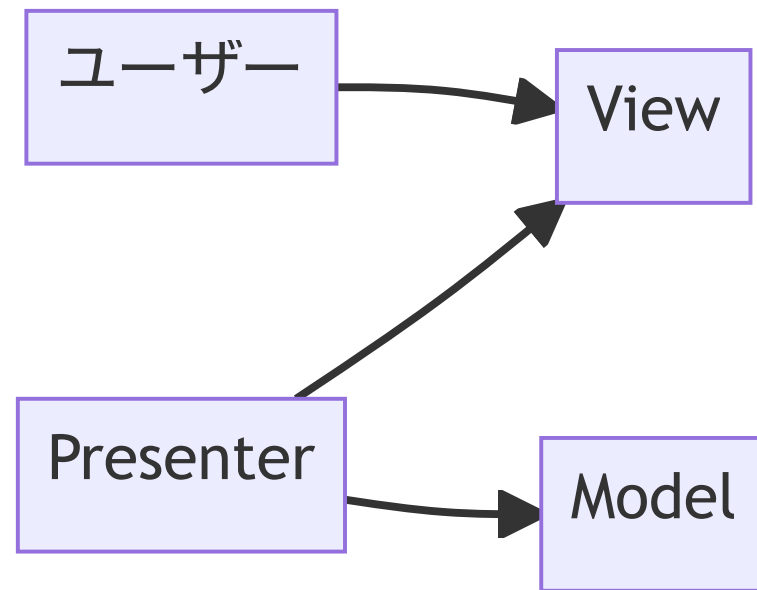 ユーザー
View
Presenter
Model